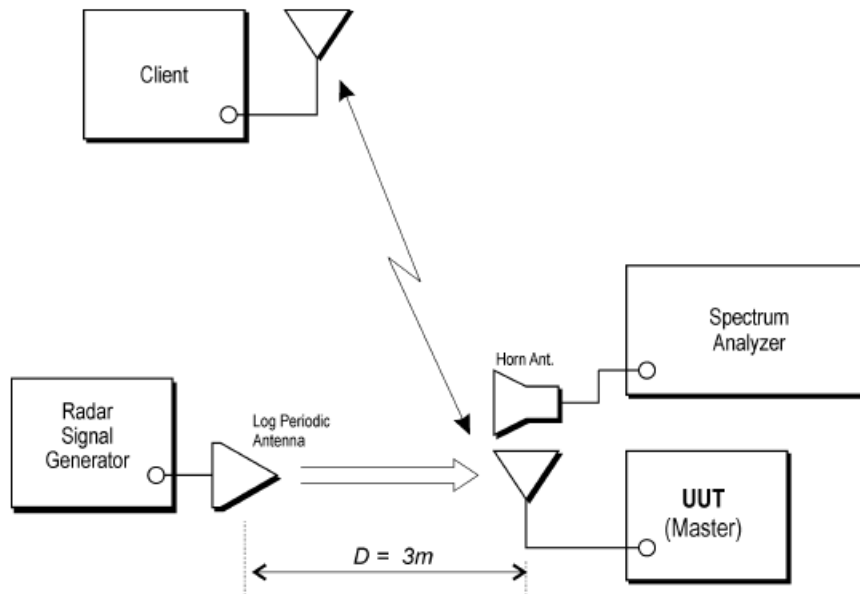 Client
Spectrum
Analyzer
Horn Ant.
Radar
Signal
Generator
Log Periodic
Antenna
UUT
(Master)
D = 3m